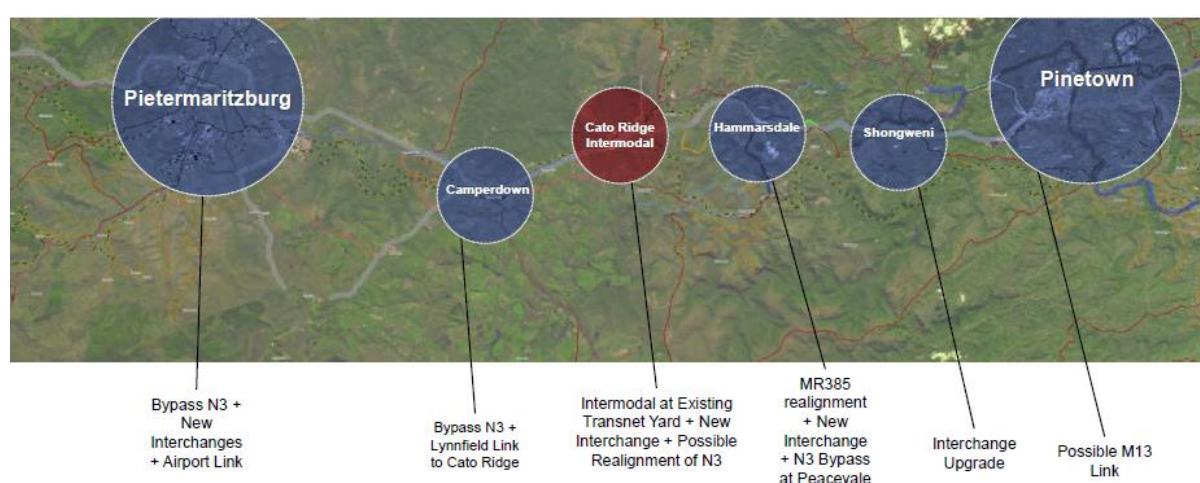 Pietermaritzburg
Camperdown
Cato Ridge
Intermodal
Hammarsdale
Shongweni
Pinetown
Bypass N3 +
New
Interchanges
+ Airport Link
Bypass N3 +
Lynnfield Link
to Cato Ridge
Intermodal at Existing
Transnet Yard + New
Interchange + Possible
Realignment of N3
MR385
realignment
+ New
Interchange
+ N3 Bypass
at Peacevale
Interchange
Upgrade
Possible M13
Link